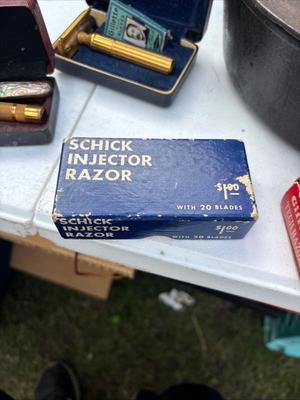 SCHICK
INJECTOR
RAZOR
$1.00
WITH 20 BLADES
SCHICK
INJECTOR
RAZOR
$1.00
WITH 20 BLADES